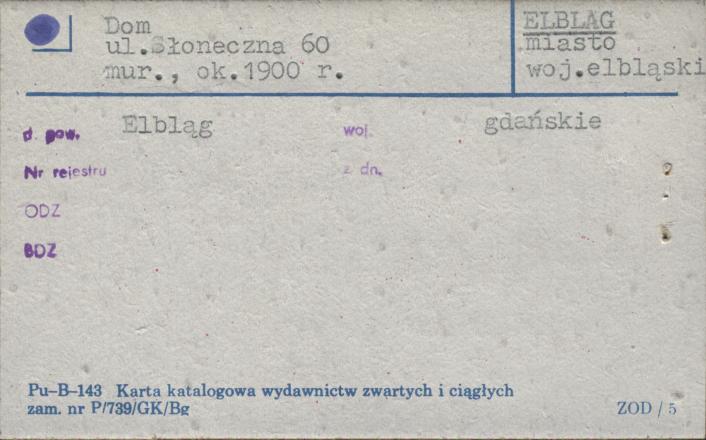 Dom
ul.Słoneczna 60
mur., ok.1900 r.
ELBLĄG
miasto
woj.elbląski
d. pow. Elbląg woj. gdańskie
Nr rejestru z dn.
ODZ
BDZ
Pu-B-143 Karta katalogowa wydawnictw zwartych i ciągłych
zam. nr P/739/GK/Bg
ZOD / 5